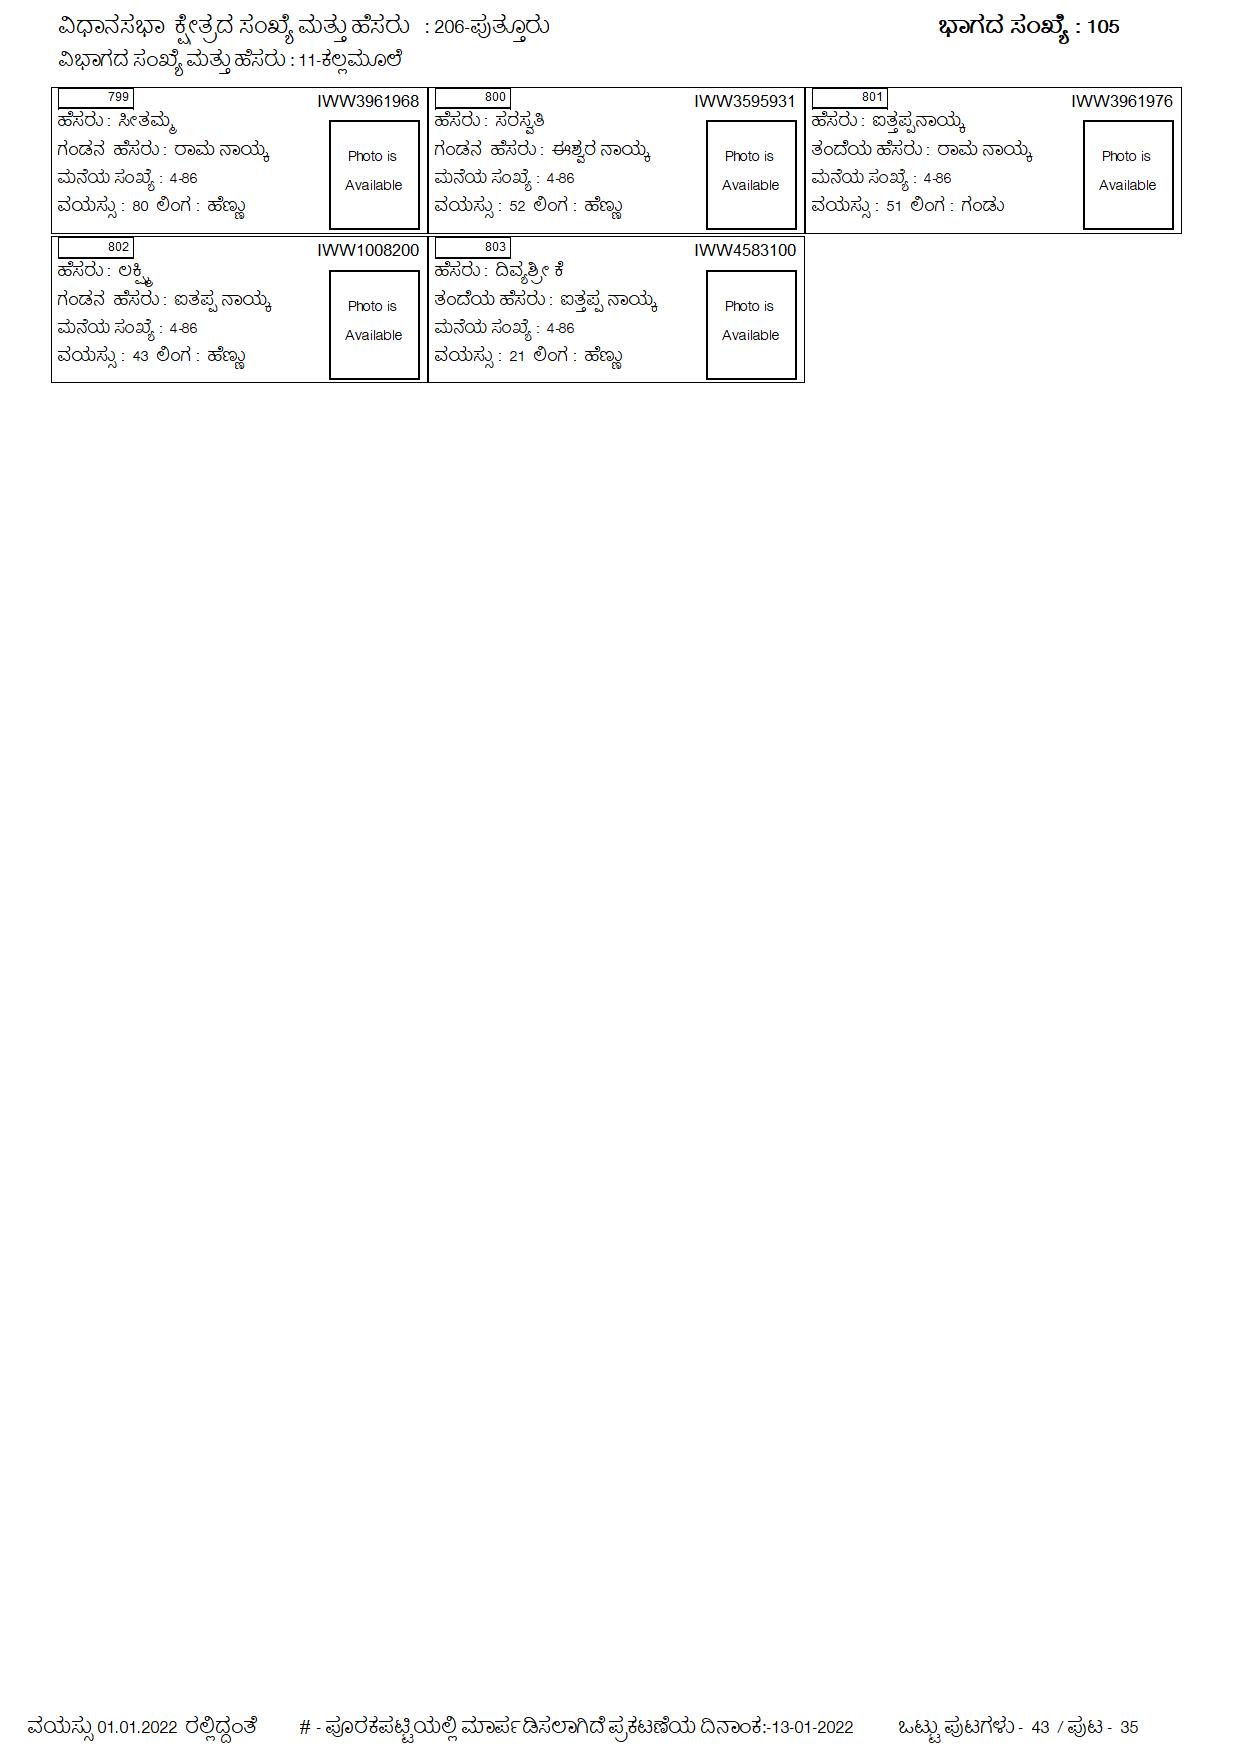 ವಿಧಾನಸಭಾ ಕ್ಷೇತ್ರದ ಸಂಖ್ಯೆ ಮತ್ತು ಹೆಸರು : 206-ಪುತ್ತೂರು
ಭಾಗದ ಸಂಖ್ಯೆ : 105
ವಿಭಾಗದ ಸಂಖ್ಯೆ ಮತ್ತು ಹೆಸರು : 11-ಕಲ್ಲಮೂಲೆ
799 IWW3961968
ಹೆಸರು : ಸೀತಮ್ಮ
ಗಂಡನ ಹೆಸರು : ರಾಮ ನಾಯ್ಕ
ಮನೆಯ ಸಂಖ್ಯೆ : 4-86
ವಯಸ್ಸು : 80 ಲಿಂಗ : ಹೆಣ್ಣು
Photo is
Available
800 IWW3595931
ಹೆಸರು : ಸರಸ್ವತಿ
ಗಂಡನ ಹೆಸರು : ಈಶ್ವರ ನಾಯ್ಕ
ಮನೆಯ ಸಂಖ್ಯೆ : 4-86
ವಯಸ್ಸು : 52 ಲಿಂಗ : ಹೆಣ್ಣು
Photo is
Available
801 IWW3961976
ಹೆಸರು : ಐತ್ತಪ್ಪನಾಯ್ಕ
ತಂದೆಯ ಹೆಸರು : ರಾಮ ನಾಯ್ಕ
ಮನೆಯ ಸಂಖ್ಯೆ : 4-86
ವಯಸ್ಸು : 51 ಲಿಂಗ : ಗಂಡು
Photo is
Available
802 IWW1008200
ಹೆಸರು : ಲಕ್ಷ್ಮಿ
ಗಂಡನ ಹೆಸರು : ಐತಪ್ಪ ನಾಯ್ಕ
ಮನೆಯ ಸಂಖ್ಯೆ : 4-86
ವಯಸ್ಸು : 43 ಲಿಂಗ : ಹೆಣ್ಣು
Photo is
Available
803 IWW4583100
ಹೆಸರು : ದಿವ್ಯಶ್ರೀ ಕೆ
ತಂದೆಯ ಹೆಸರು : ಐತ್ತಪ್ಪ ನಾಯ್ಕ
ಮನೆಯ ಸಂಖ್ಯೆ : 4-86
ವಯಸ್ಸು : 21 ಲಿಂಗ : ಹೆಣ್ಣು
Photo is
Available
ವಯಸ್ಸು 01.01.2022 ರಲ್ಲಿದ್ದಂತೆ # - ಪೂರಕಪಟ್ಟಿಯಲ್ಲಿ ಮಾರ್ಪಡಿಸಲಾಗಿದೆ ಪ್ರಕಟಣೆಯ ದಿನಾಂಕ:-13-01-2022 ಒಟ್ಟು ಪುಟಗಳು - 43 / ಪುಟ - 35